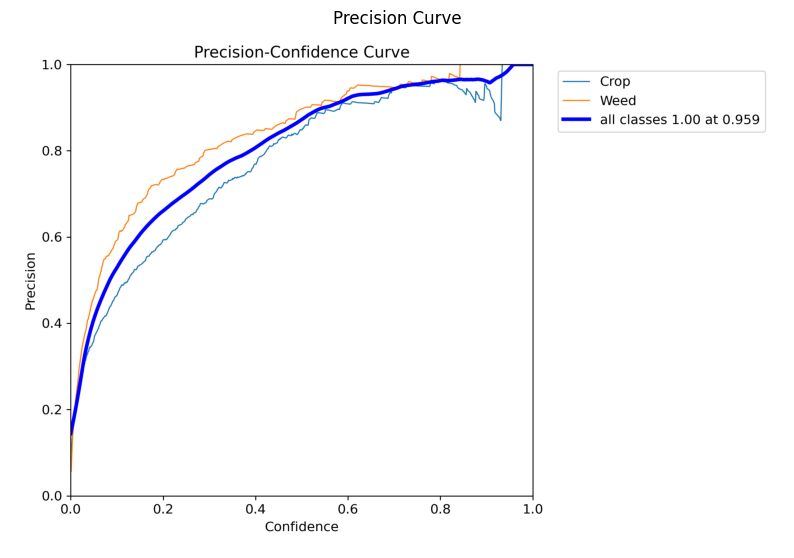 Precision Curve
Precision-Confidence Curve
1.0
0.8
0.6
0.4
0.2
0.0
Precision
0.0 0.2 0.4 0.6 0.8 1.0
Confidence
Crop
Weed
all classes 1.00 at 0.959